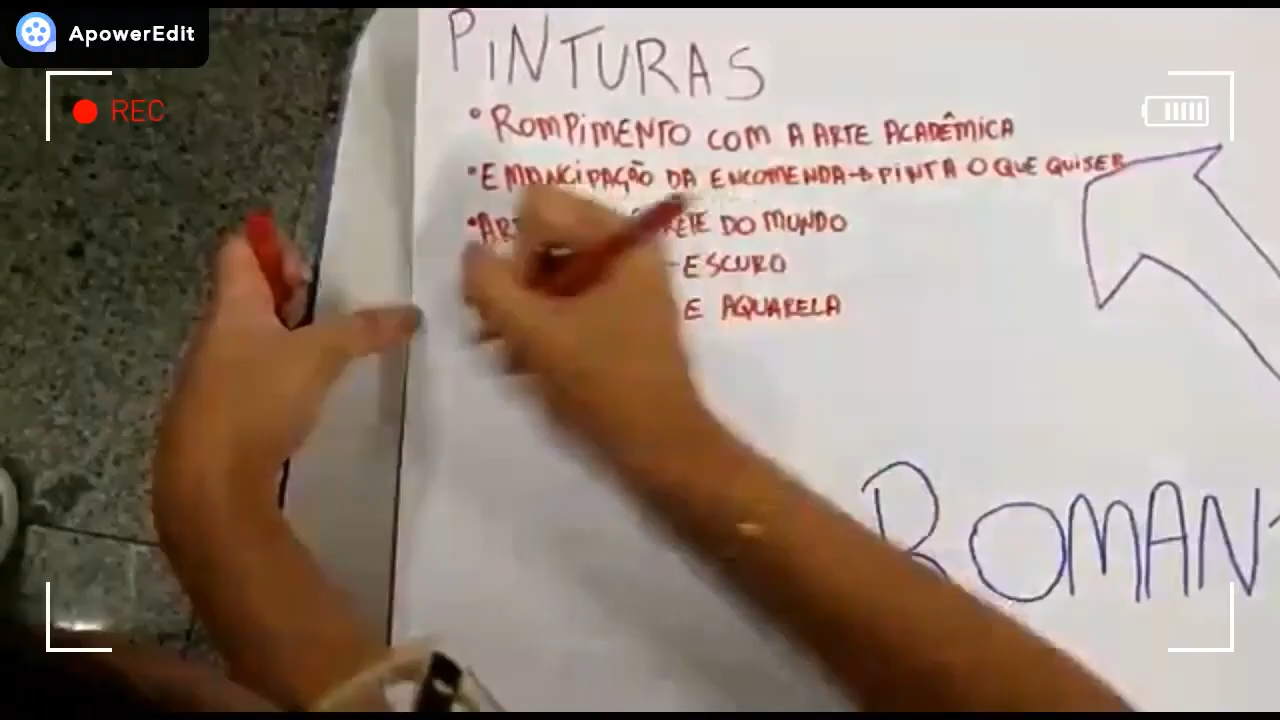 ApowerEdit
REC
PINTURAS
• ROMPIMENTO COM A ARTE ACADÊMICA
• EMANCIPAÇÃO DA ENCOMENDA → PINTA O QUE QUISER
• DO MUNDO
- ESCURO
E AQUARELA
ROMAN